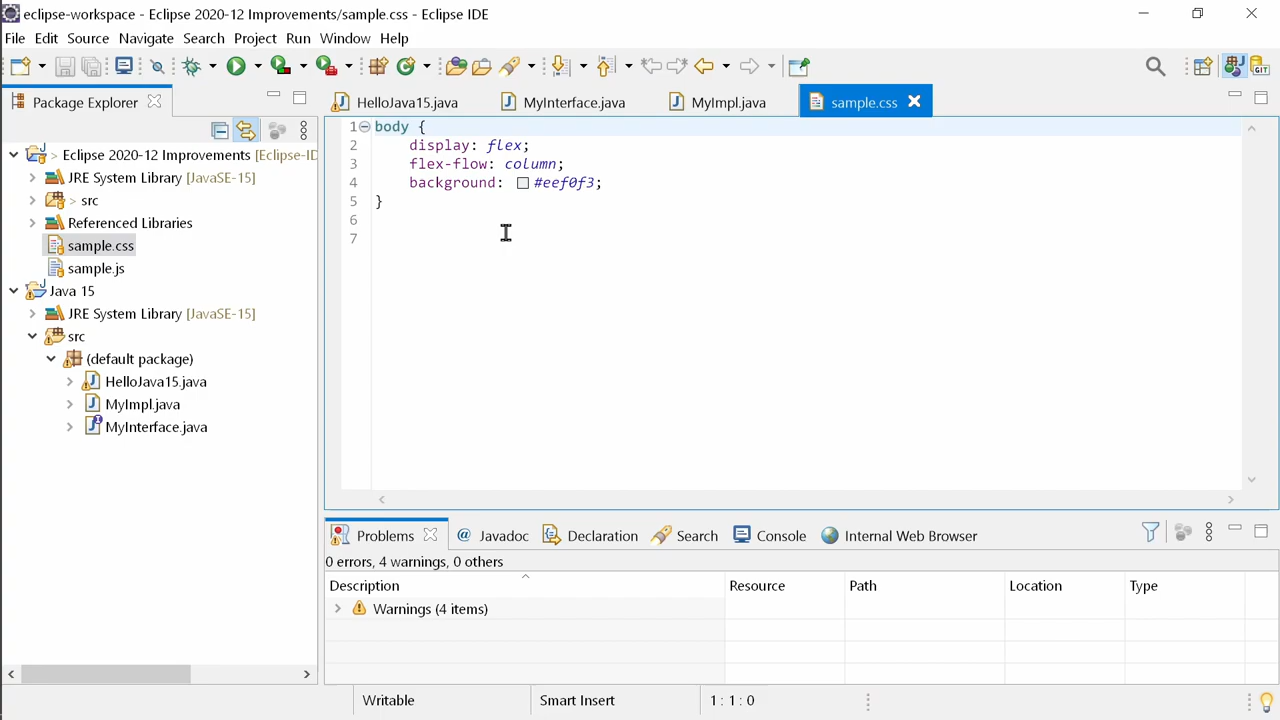 eclipse-workspace - Eclipse 2020-12 Improvements/sample.css - Eclipse IDE
File Edit Source Navigate Search Project Run Window Help
GIT
Package Explorer
HelloJava15.java MyInterface.java MyImpl.java sample.css
> Eclipse 2020-12 Improvements [Eclipse-ID
JRE System Library [JavaSE-15]
> src
Referenced Libraries
sample.css
sample.js
Java 15
JRE System Library [JavaSE-15]
src
(default package)
HelloJava15.java
MyImpl.java
MyInterface.java
1 body {
2 display: flex;
3 flex-flow: column;
4 background: #eef0f3;
5 }
6
7
Problems @ Javadoc Declaration Search Console Internal Web Browser
0 errors, 4 warnings, 0 others
Description Resource Path Location Type
Warnings (4 items)
Writable Smart Insert 1 : 1 : 0